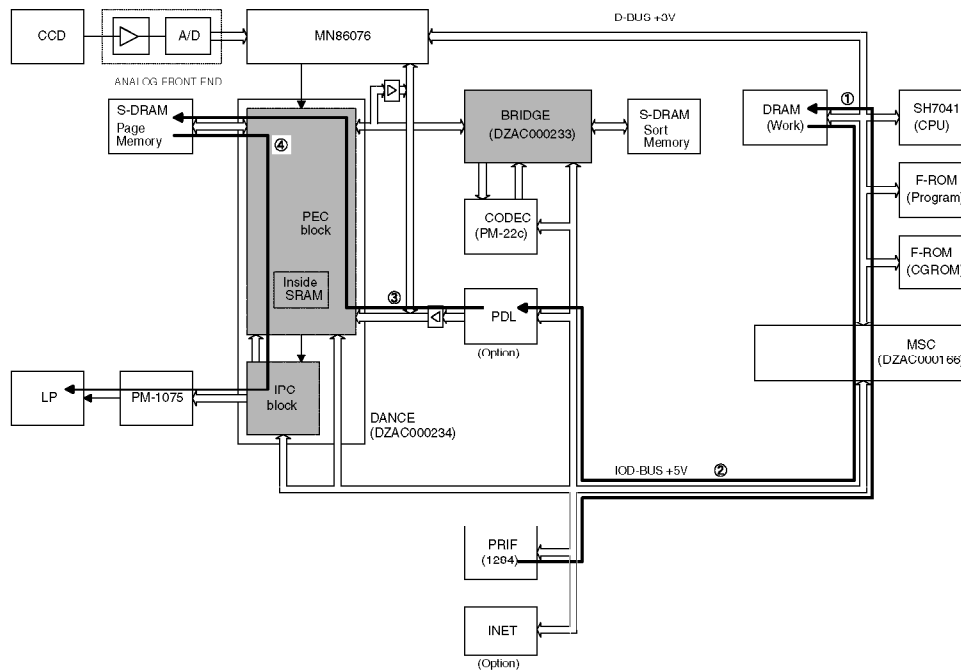 D-BUS +3V
CCD
A/D
MN86076
ANALOG FRONT END
S-DRAM
Page
Memory
④
BRIDGE
(DZAC000233)
S-DRAM
Sort
Memory
DRAM
(Work)
①
SH7041
(CPU)
F-ROM
(Program)
F-ROM
(CGROM)
CODEC
(PM-22c)
PEC
block
Inside
SRAM
③
PDL
(Option)
MSC
(DZAC000166)
LP
PM-1075
IPC
block
DANCE
(DZAC000234)
IOD-BUS +5V
②
PRIF
(1284)
INET
(Option)